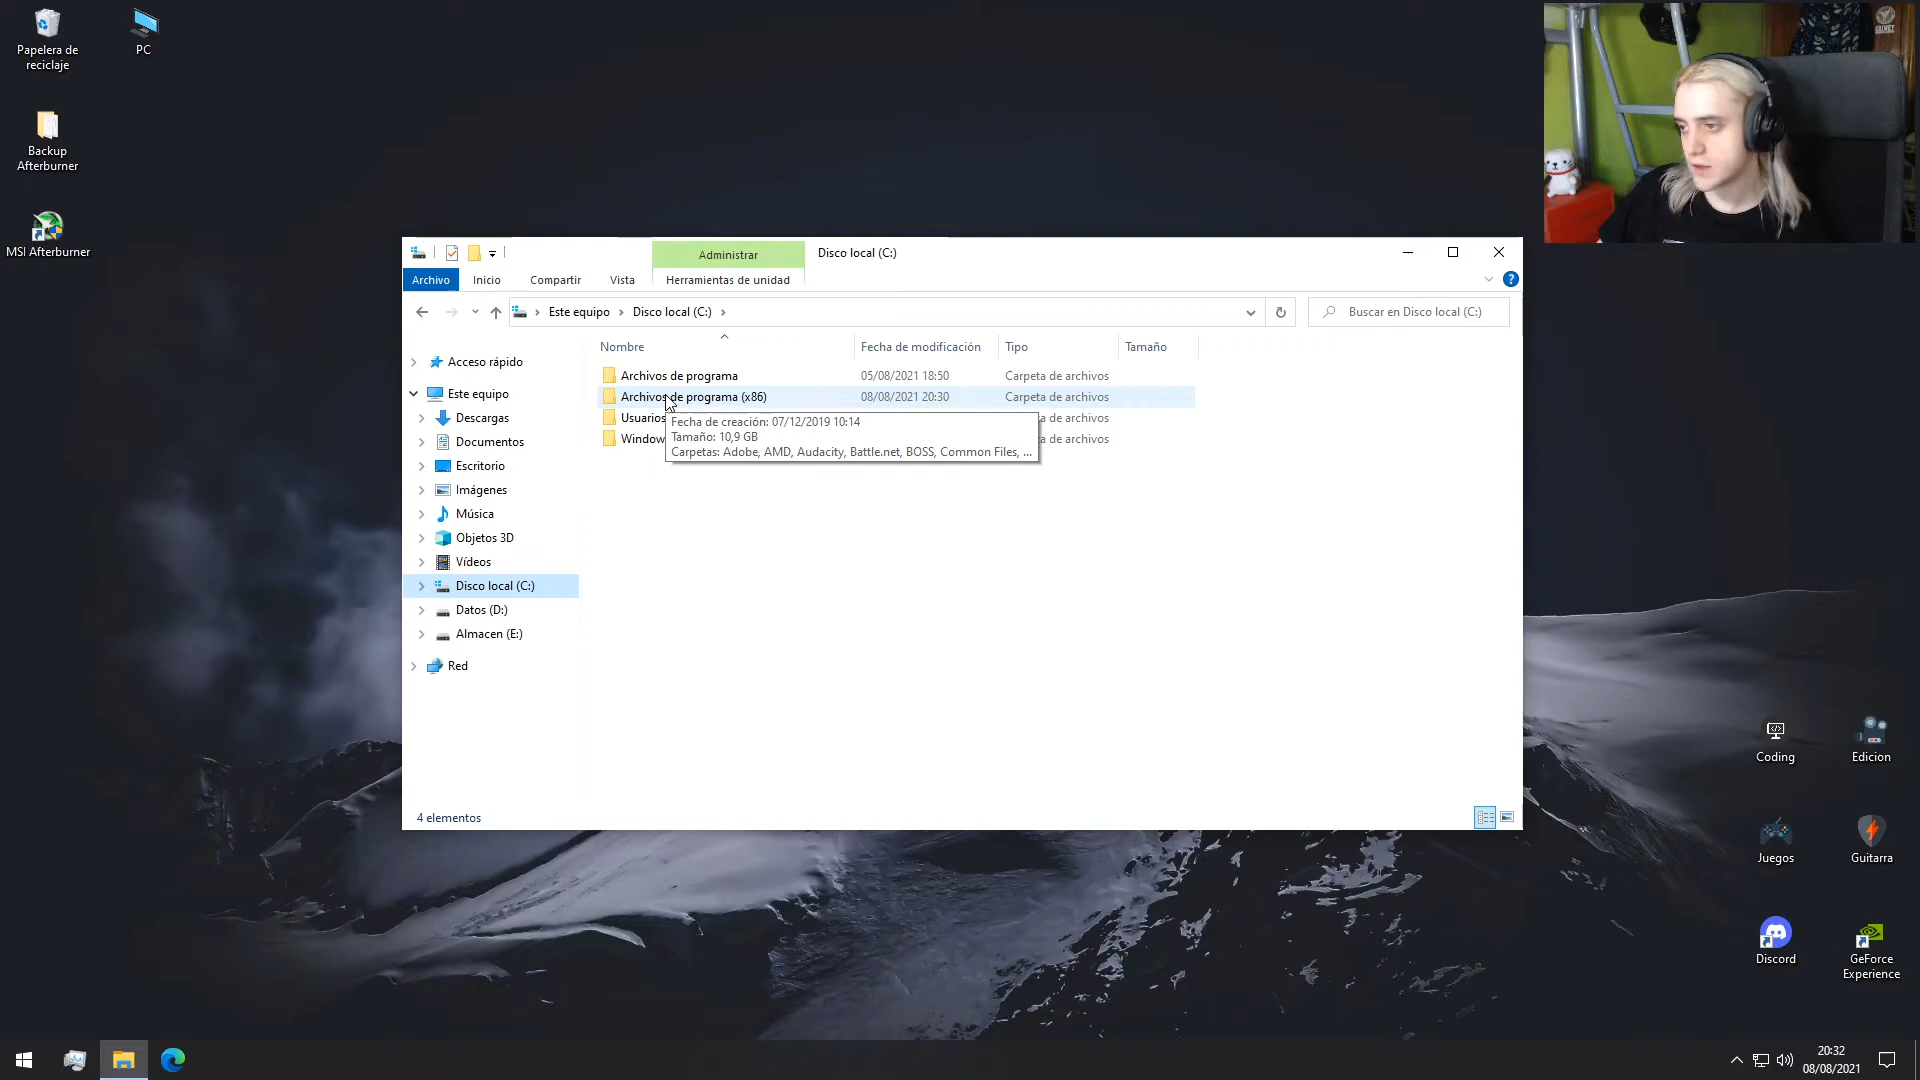 Papelera de
reciclaje
PC
Backup
Afterburner
MSI Afterburner
Administrar
Disco local (C:)
Archivo
Inicio
Compartir
Vista
Herramientas de unidad
Este equipo
Disco local (C:)
Buscar en Disco local (C:)
Nombre
Fecha de modificación
Tipo
Tamaño
Acceso rápido
Este equipo
Descargas
Documentos
Escritorio
Imágenes
Música
Objetos 3D
Vídeos
Disco local (C:)
Datos (D:)
Almacen (E:)
Red
Archivos de programa
05/08/2021 18:50
Carpeta de archivos
Archivos de programa (x86)
08/08/2021 20:30
Carpeta de archivos
Usuarios
a de archivos
Window
a de archivos
Fecha de creación: 07/12/2019 10:14
Tamaño: 10,9 GB
Carpetas: Adobe, AMD, Audacity, Battle.net, BOSS, Common Files, ...
4 elementos
Coding
Edicion
Juegos
Guitarra
Discord
GeForce
Experience
20:32
08/08/2021